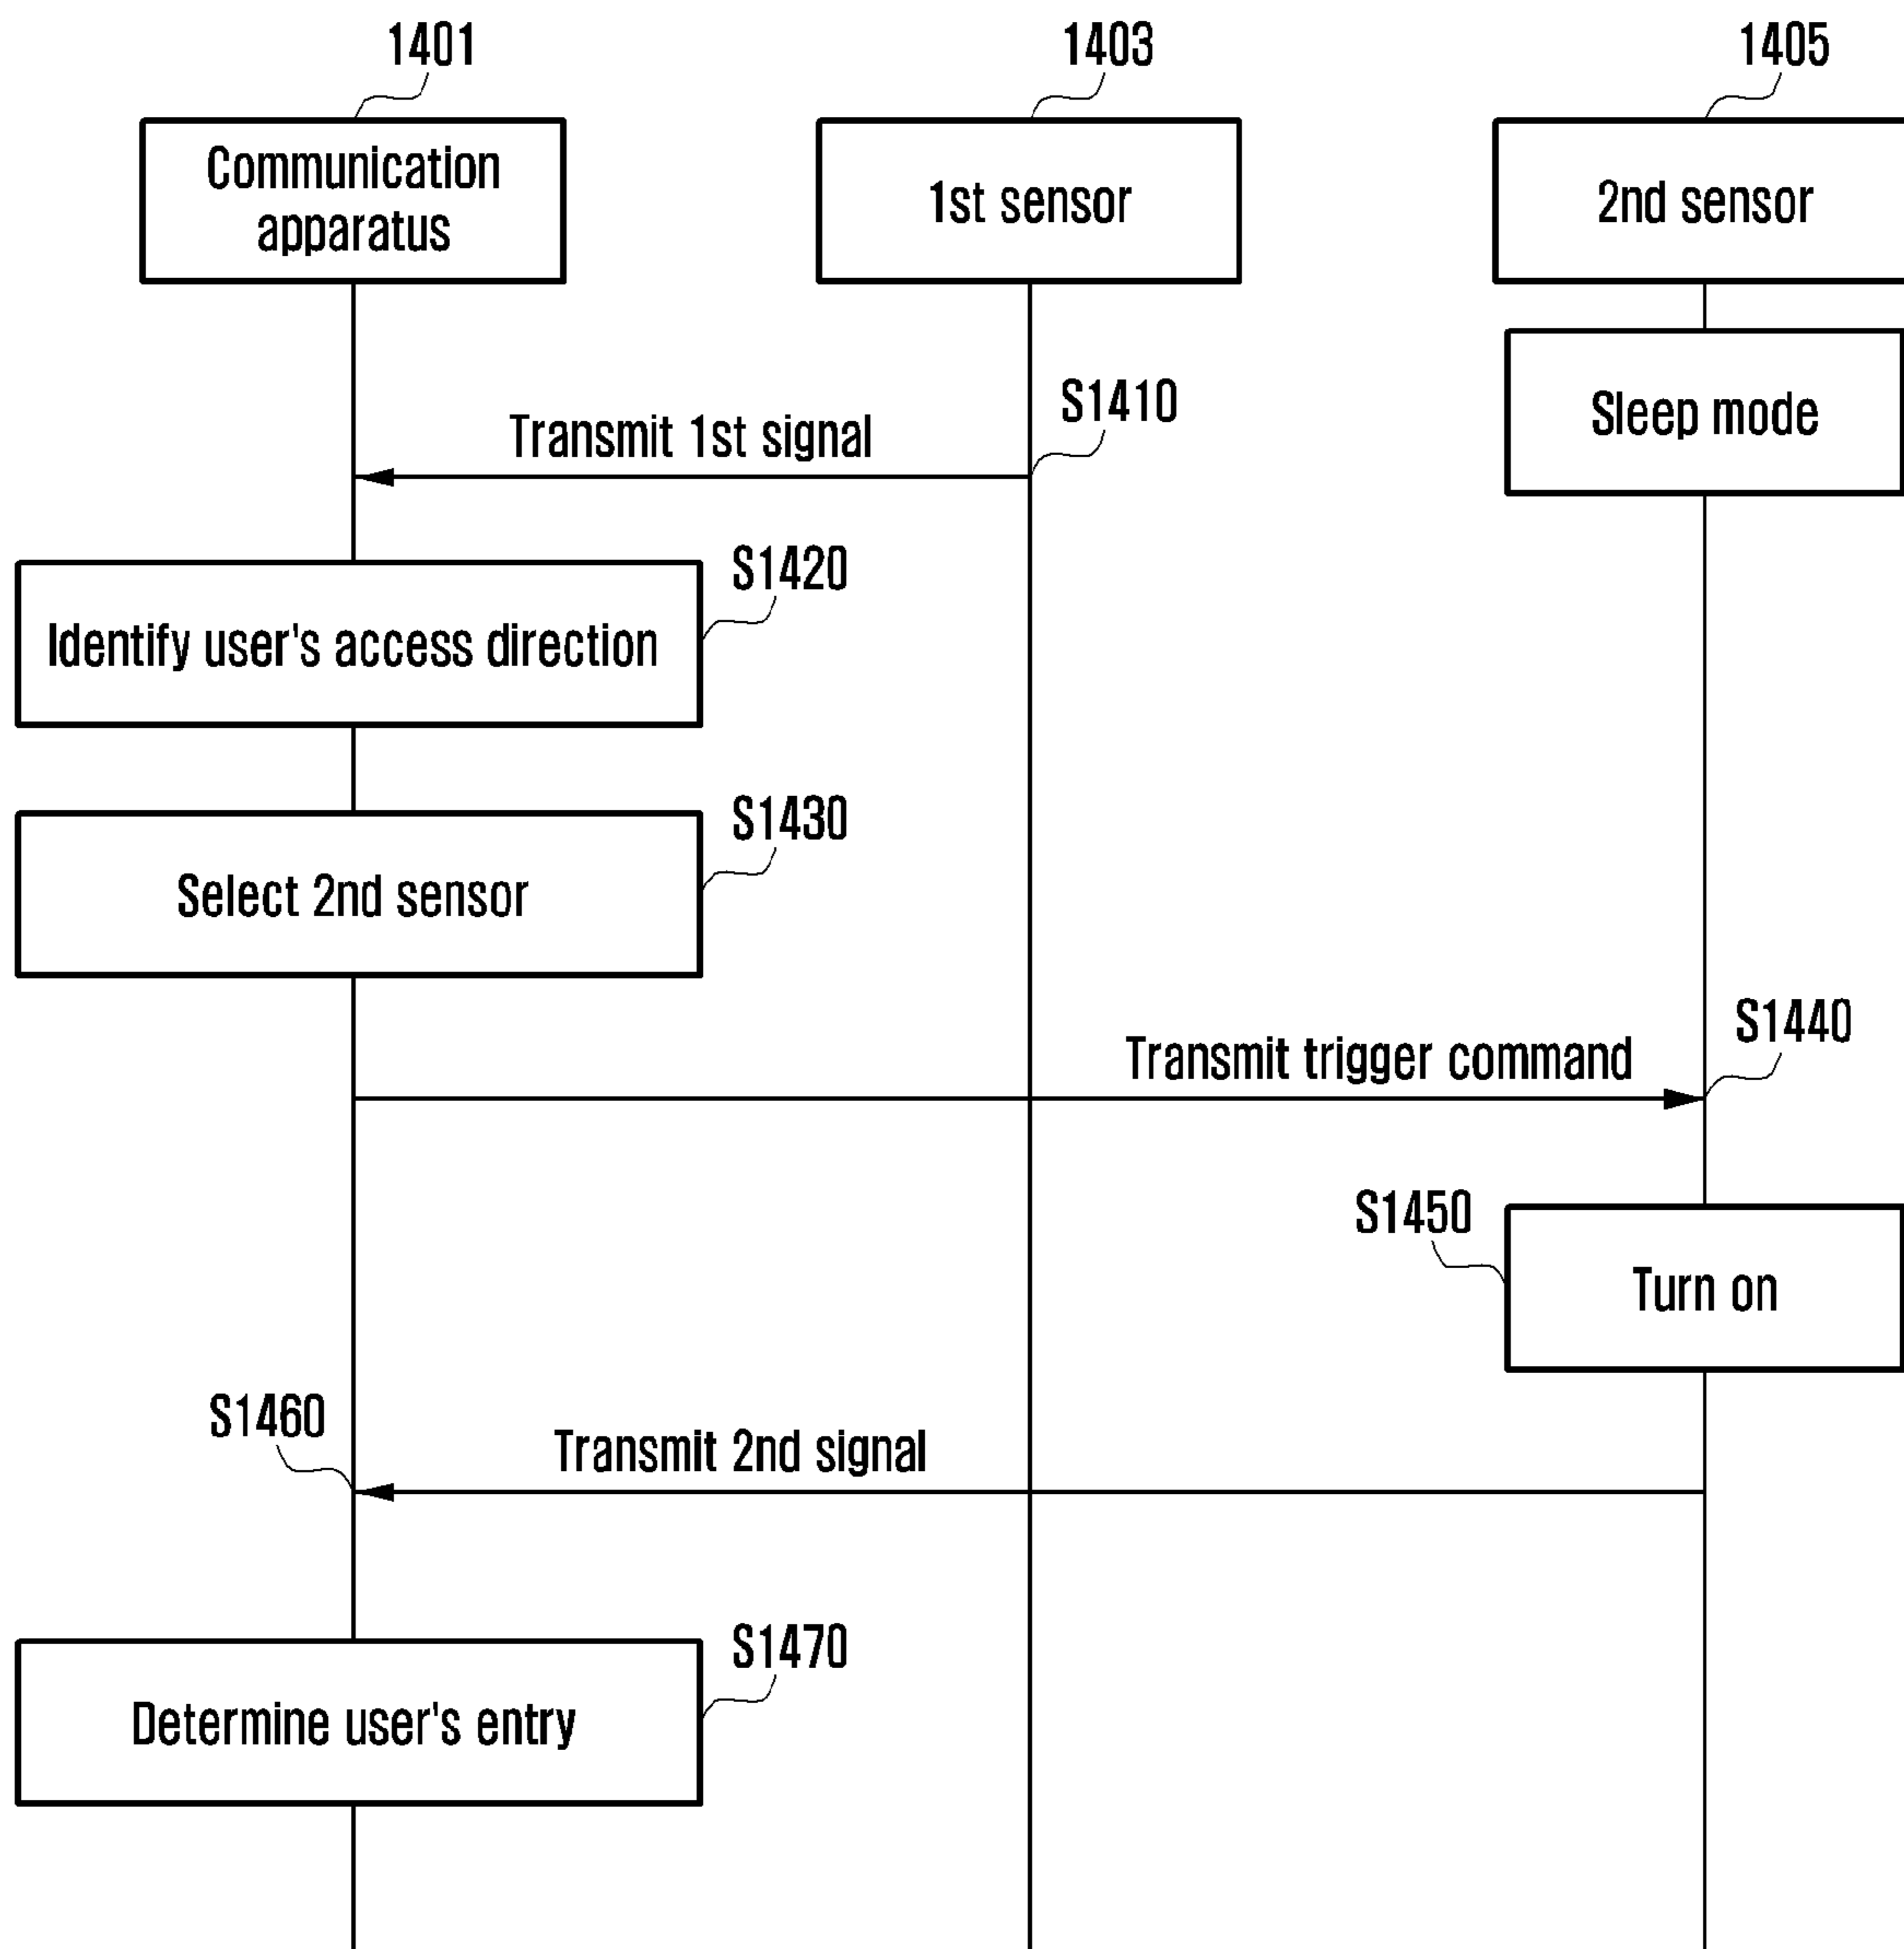 1401
1403
1405
Communication
apparatus
1st sensor
2nd sensor
Sleep mode
S1410
Transmit 1st signal
S1420
Identify user's access direction
S1430
Select 2nd sensor
S1440
Transmit trigger command
S1450
Turn on
S1460
Transmit 2nd signal
S1470
Determine user's entry